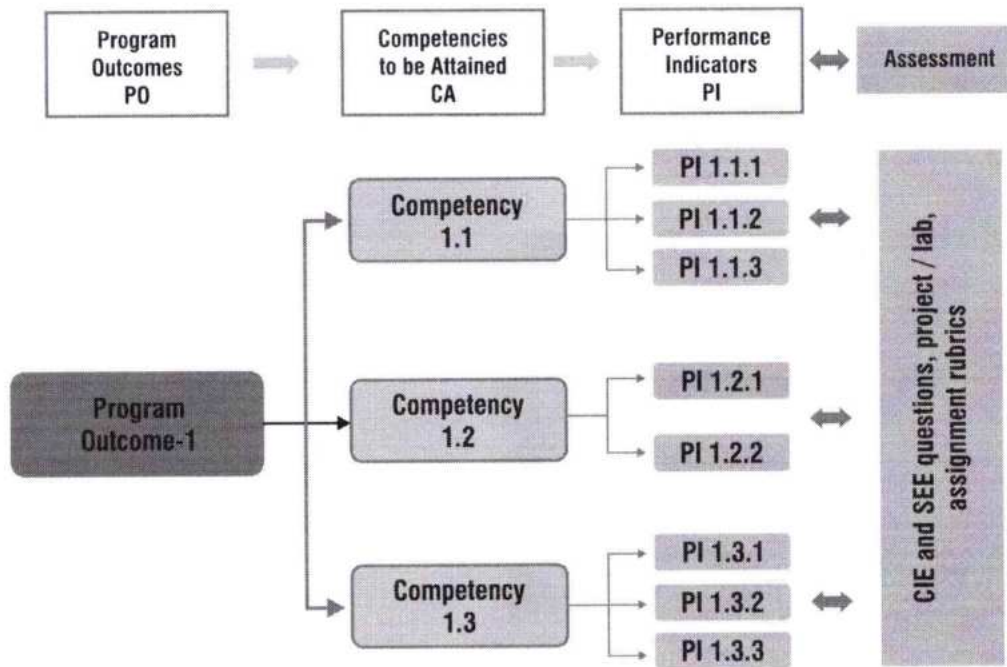 Program
Outcomes
PO
Competencies
to be Attained
CA
Performance
Indicators
PI
Assessment
Program
Outcome-1
Competency
1.1
PI 1.1.1
PI 1.1.2
PI 1.1.3
Competency
1.2
PI 1.2.1
PI 1.2.2
Competency
1.3
PI 1.3.1
PI 1.3.2
PI 1.3.3
CIE and SEE questions, project / lab,
assignment rubrics